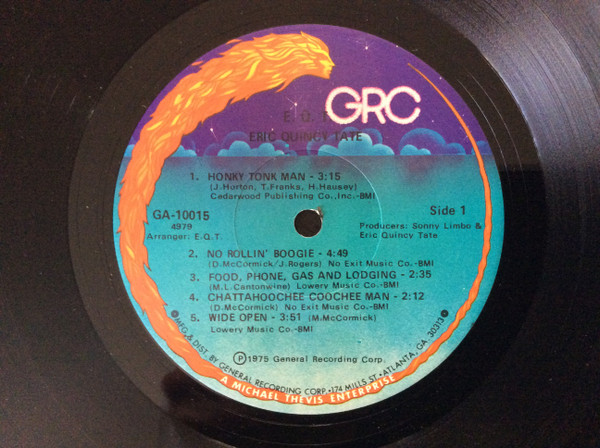 GRC
E. Q. T.
ERIC QUINCY TATE
1. HONKY TONK MAN - 3:15
(J. Horton, T. Franks, H. Hausey)
Cedarwood Publishing Co., Inc.-BMI
GA-10015
Side 1
4979
Arranger: E.Q.T.
Producers: Sonny Limbo &
Eric Quincy Tate
2. NO ROLLIN' BOOGIE - 4:49
(D. McCormick/J. Rogers) No Exit Music Co.-BMI
3. FOOD, PHONE, GAS AND LODGING - 2:35
(M.L. Cantonwine) Lowery Music Co.-BMI
4. CHATTAHOOCHEE COOCHEE MAN - 2:12
(D. McCormick) No Exit Music Co.-BMI
5. WIDE OPEN - 3:51 (M. McCormick)
Lowery Music Co.-BMI
Ⓟ1975 General Recording Corp.
MFG. & DIST. BY GENERAL RECORDING CORP. • 174 MILLS ST. • ATLANTA, GA 30313
A MICHAEL THEVIS ENTERPRISE